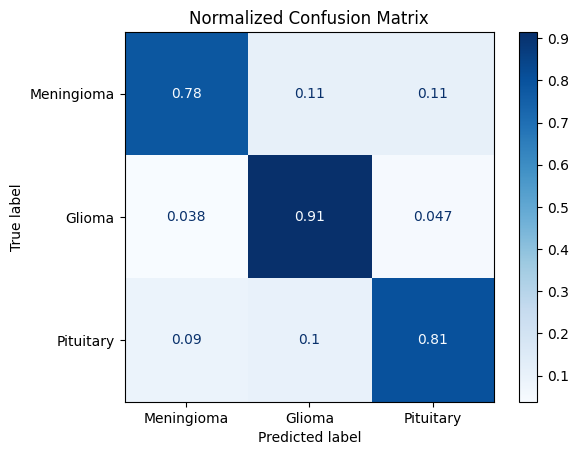 Normalized Confusion Matrix
True label
Meningioma 0.78 0.11 0.11
Glioma 0.038 0.91 0.047
Pituitary 0.09 0.1 0.81
Meningioma Glioma Pituitary
Predicted label
0.9
0.8
0.7
0.6
0.5
0.4
0.3
0.2
0.1